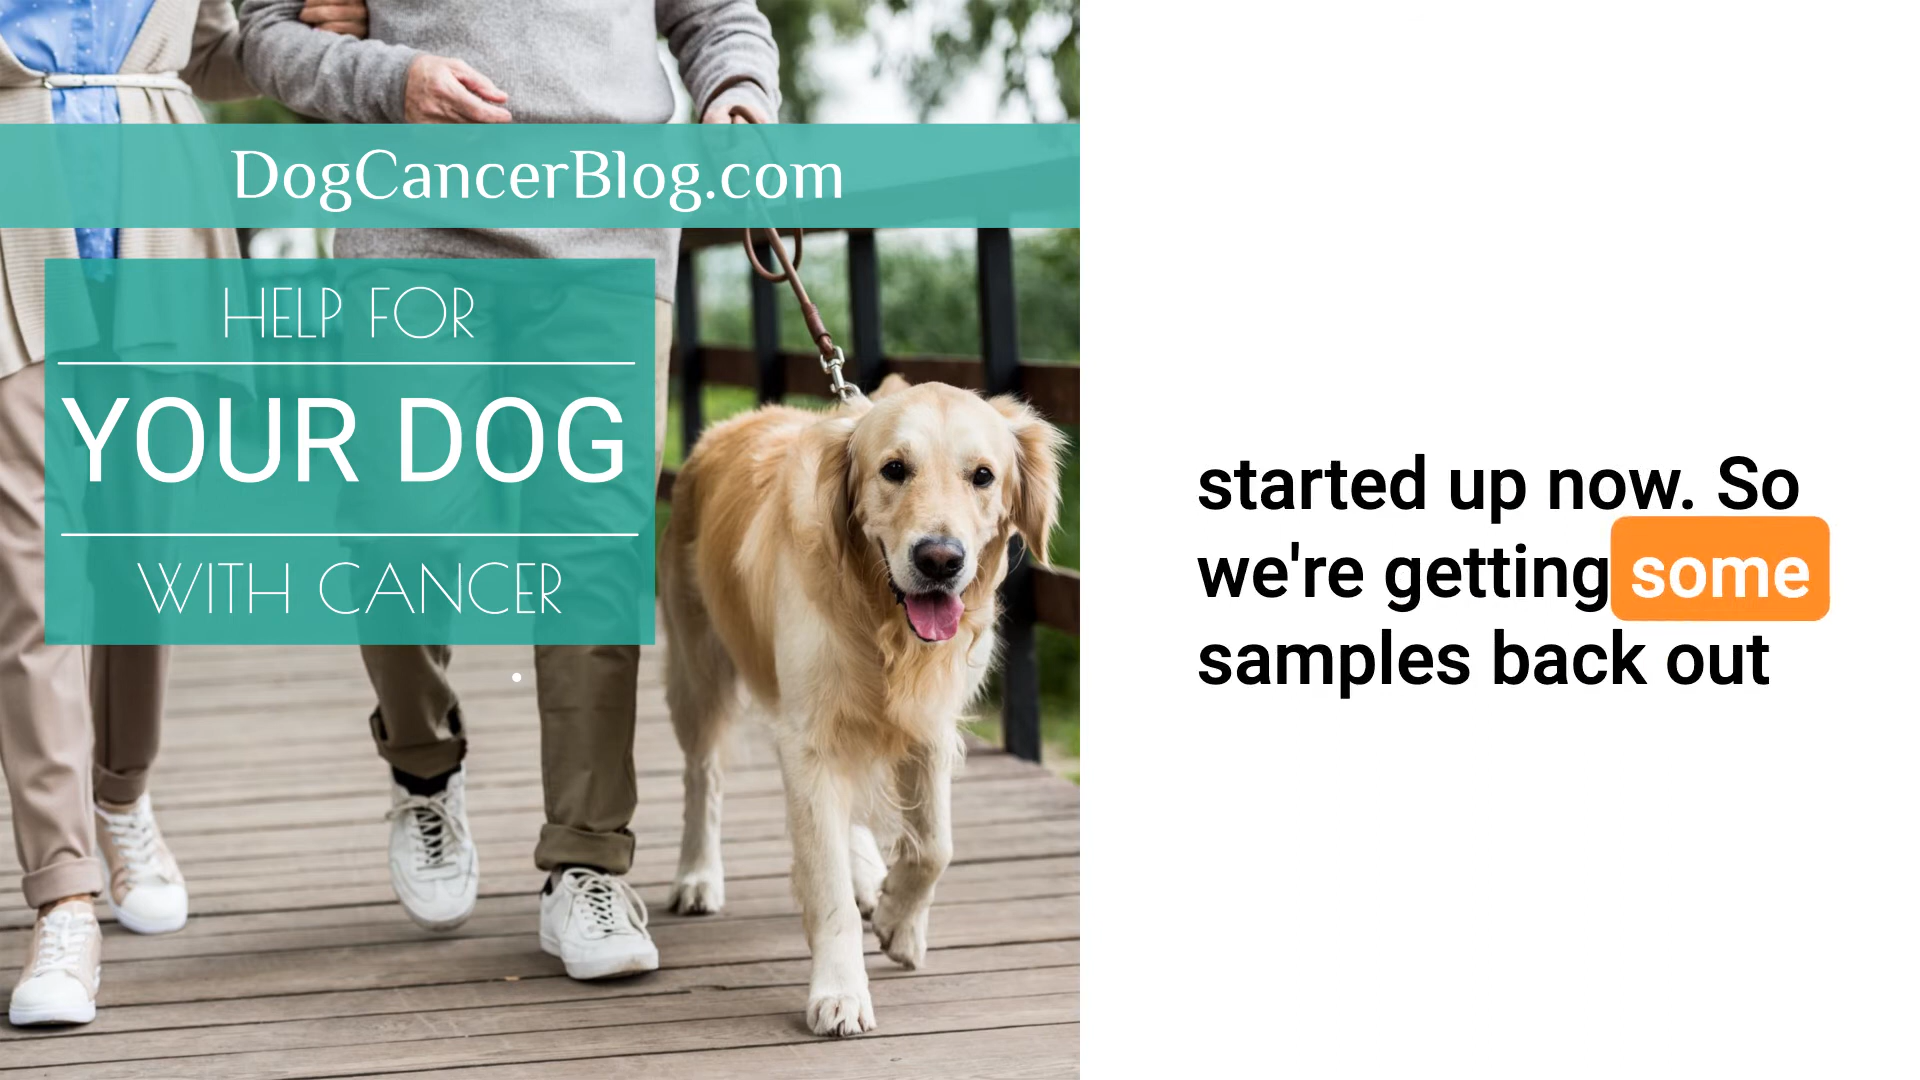 DogCancerBlog.com
HELP FOR
YOUR DOG
WITH CANCER
started up now. So
we're getting some
samples back out